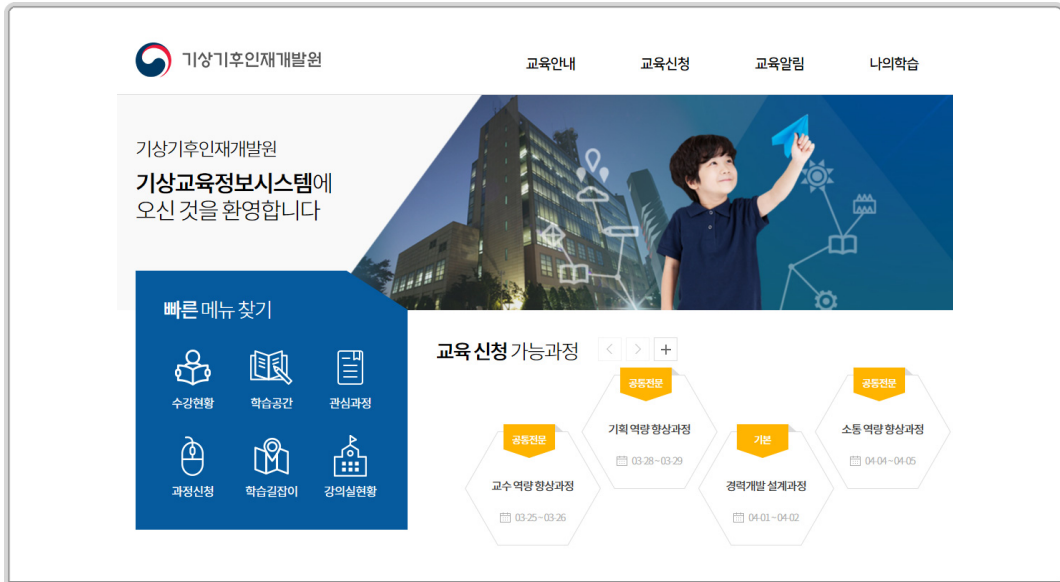 기상기후인재개발원
교육안내 교육신청 교육알림 나의학습
기상기후인재개발원
기상교육정보시스템에
오신 것을 환영합니다
빠른 메뉴 찾기
수강현황 학습공간 관심과정
과정신청 학습길잡이 강의실현황
교육 신청 가능과정
공통전문
교수 역량 향상과정
03-25 ~ 03-26
공통전문
기획 역량 향상과정
03-28 ~ 03-29
기본
경력개발 설계과정
04-01 ~ 04-02
공통전문
소통 역량 향상과정
04-04 ~ 04-05